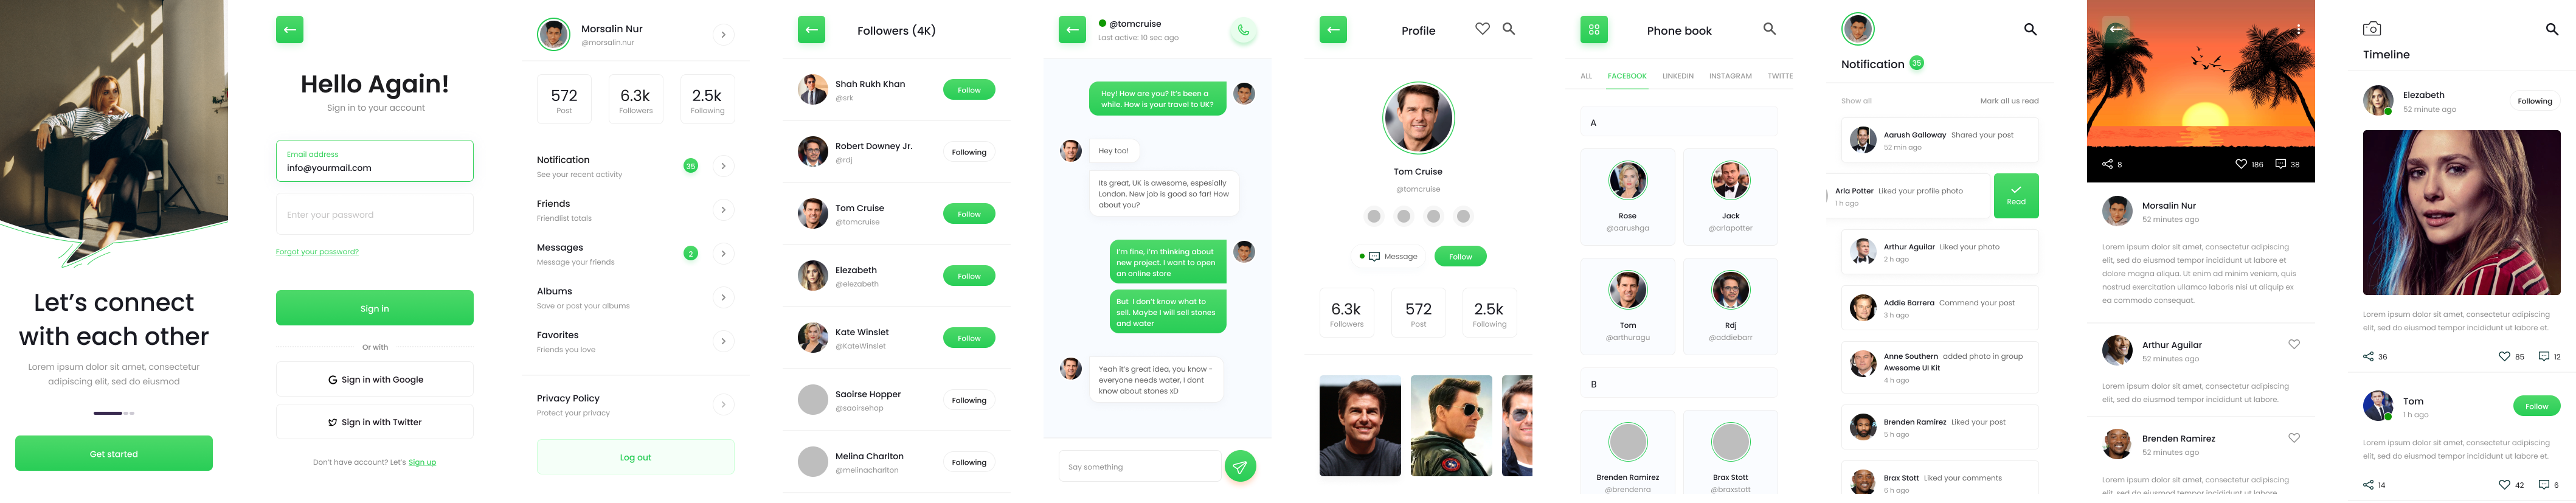 Let's connect
with each other
Lorem ipsum dolor sit amet, consectetur
adipiscing elit, sed do eiusmod
Get started
Hello Again!
Sign in to your account
Email address
info@yourmail.com
Enter your password
Forgot your password?
Sign in
Or with
Sign in with Google
Sign in with Twitter
Don't have account? Let's Sign up
Morsalin Nur
@morsalin.nur
572
Post
6.3k
Followers
2.5k
Following
Notification
See your recent activity
35
Friends
Friendlist totals
Messages
Message your friends
2
Albums
Save or post your albums
Favorites
Friends you love
Privacy Policy
Protect your privacy
Log out
Followers (4K)
Shah Rukh Khan
@srk
Follow
Robert Downey Jr.
@rdj
Following
Tom Cruise
@tomcruise
Follow
Elezabeth
@elezabeth
Follow
Kate Winslet
@KateWinslet
Follow
Saoirse Hopper
@saoirsehop
Following
Melina Charlton
@melinacharlton
Following
@tomcruise
Last active: 10 sec ago
Hey! How are you? It's been a
while. How is your travel to UK?
Hey too!
Its great, UK is awesome, espesially
London. New job is good so far! How
about you?
I'm fine, I'm thinking about
new project. I want to open
an online store
But I don't know what to
sell. Maybe I will sell stones
and water
Yeah it's great idea, you know -
everyone needs water, I dont
know about stones xD
Say something
Profile
Tom Cruise
@tomcruise
Message
Follow
6.3k
Followers
572
Post
2.5k
Following
Phone book
ALL
FACEBOOK
LINKEDIN
INSTAGRAM
TWITTE
A
Rose
@aarushga
Jack
@arlapotter
Tom
@arthuragu
Rdj
@addiebarr
B
Brenden Ramirez
@brendenra
Brax Stott
@braxstott
Notification 35
Show all
Mark all us read
Aarush Galloway Shared your post
52 min ago
Arla Potter Liked your profile photo
1 h ago
Read
Arthur Aguilar Liked your photo
2 h ago
Addie Barrera Commend your post
3 h ago
Anne Southern added photo in group
Awesome UI Kit
4 h ago
Brenden Ramirez Liked your post
5 h ago
Brax Stott Liked your comments
6 h ago
8
186
38
Morsalin Nur
52 minutes ago
Lorem ipsum dolor sit amet, consectetur adipiscing
elit, sed do eiusmod tempor incididunt ut labore et
dolore magna aliqua. Ut enim ad minim veniam, quis
nostrud exercitation ullamco laboris nisi ut aliquip ex
ea commodo consequat.
Arthur Aguilar
52 minutes ago
Lorem ipsum dolor sit amet, consectetur adipiscing
elit, sed do eiusmod tempor incididunt ut labore.
Brenden Ramirez
52 minutes ago
Lorem ipsum dolor sit amet, consectetur adipiscing
elit, sed do eiusmod tempor incididunt ut labore
Timeline
Elezabeth
52 minute ago
Following
Lorem ipsum dolor sit amet, consectetur adipiscing
elit, sed do eiusmod tempor incididunt ut labore et.
36
85
12
Tom
1 h ago
Follow
Lorem ipsum dolor sit amet, consectetur adipiscing
elit, sed do eiusmod tempor incididunt ut labore et.
14
42
6